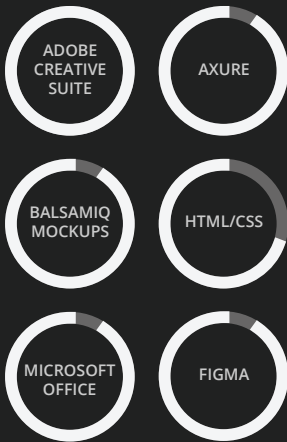 ADOBE
CREATIVE
SUITE
AXURE
BALSAMIQ
MOCKUPS
HTML/CSS
MICROSOFT
OFFICE
FIGMA